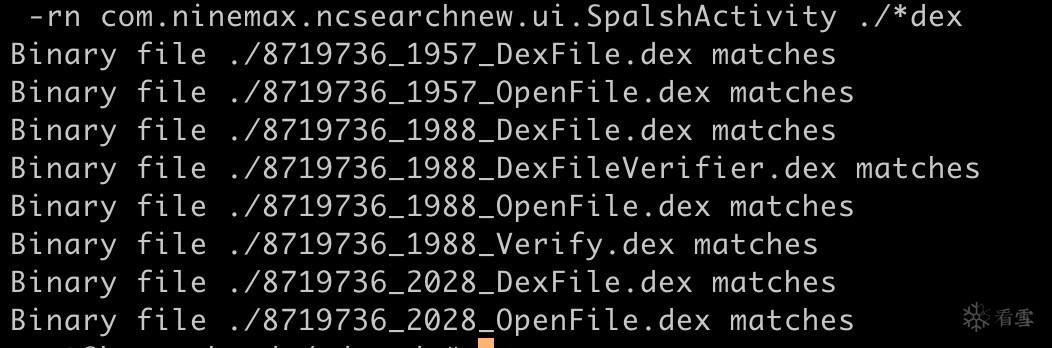 -rn com.ninemax.ncsearchnew.ui.SpalshActivity ./*dex
Binary file ./8719736_1957_DexFile.dex matches
Binary file ./8719736_1957_OpenFile.dex matches
Binary file ./8719736_1988_DexFile.dex matches
Binary file ./8719736_1988_DexFileVerifier.dex matches
Binary file ./8719736_1988_OpenFile.dex matches
Binary file ./8719736_1988_Verify.dex matches
Binary file ./8719736_2028_DexFile.dex matches
Binary file ./8719736_2028_OpenFile.dex matches
看雪